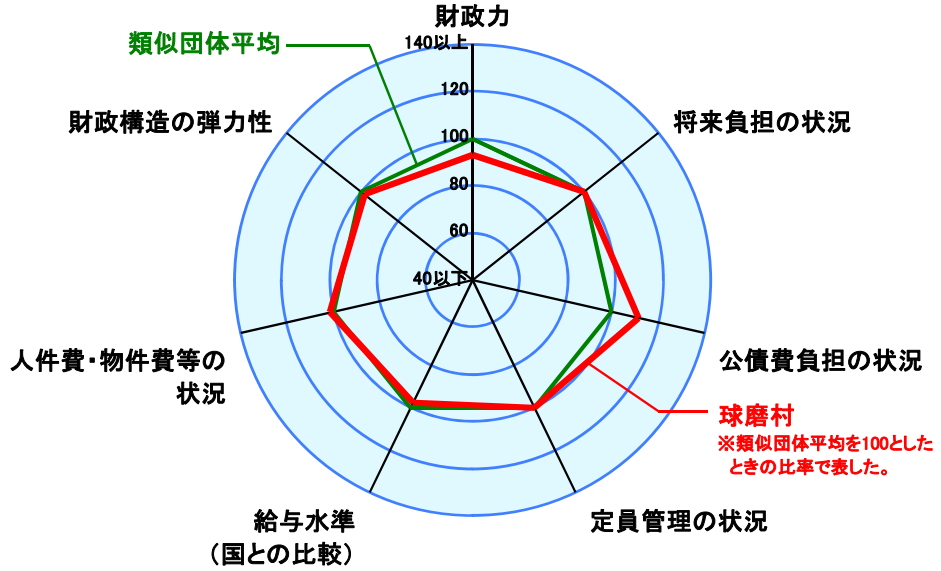 財政力
類似団体平均
140以上
120
100
80
60
40以下
財政構造の弾力性
将来負担の状況
人件費・物件費等の
状況
公債費負担の状況
球磨村
※類似団体平均を100とした
ときの比率で表した。
給与水準
（国との比較）
定員管理の状況